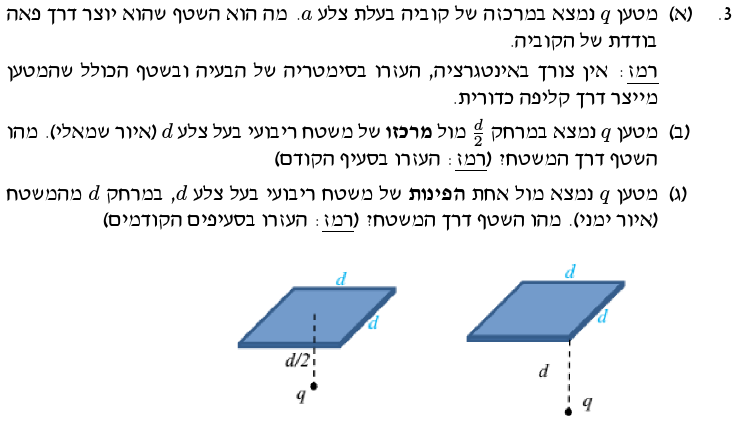 3. (א) מטען q נמצא במרכזה של קוביה בעלת צלע a. מה הוא השטף שהוא יוצר דרך פאה
בודדת של הקוביה.
רמז: אין צורך באינטגרציה, העזרו בסימטריה של הבעיה ובשטף הכולל שהמטען
מייצר דרך קליפה כדורית.
(ב) מטען q נמצא במרחק d/2 מול מרכזו של משטח ריבועי בעל צלע d (איור שמאלי). מהו
השטף דרך המשטח? (רמז: העזרו בסעיף הקודם)
(ג) מטען q נמצא מול אחת הפינות של משטח ריבועי בעל צלע d, במרחק d מהמשטח
(איור ימני). מהו השטף דרך המשטח? (רמז: העזרו בסעיפים הקודמים)
d
d
d/2
q
d
d
d
q